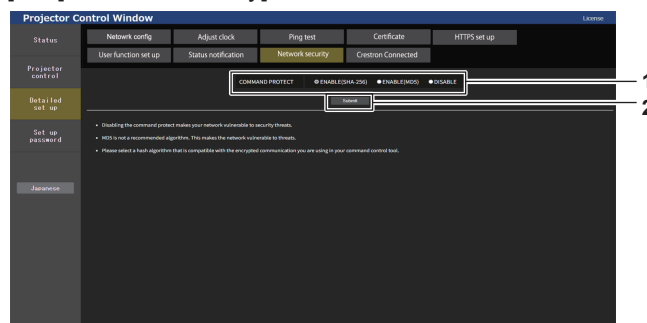 Projector Control Window
License
Status
Netowrk config
Adjust clock
Ping test
Certificate
HTTPS set up
User function set up
Status notification
Network security
Crestron Connected
Projector control
Detailed set up
Set up password
Japanese
COMMAND PROTECT ENABLE(SHA-256) ENABLE(MD5) DISABLE
1
Submit
2
• Disabling the command protect makes your network vulnerable to security threats.
• MD5 is not a recommended algorithm. This makes the network vulnerable to threats.
• Please select a hash algorithm that is compatible with the encrypted communication you are using in your command control tool.